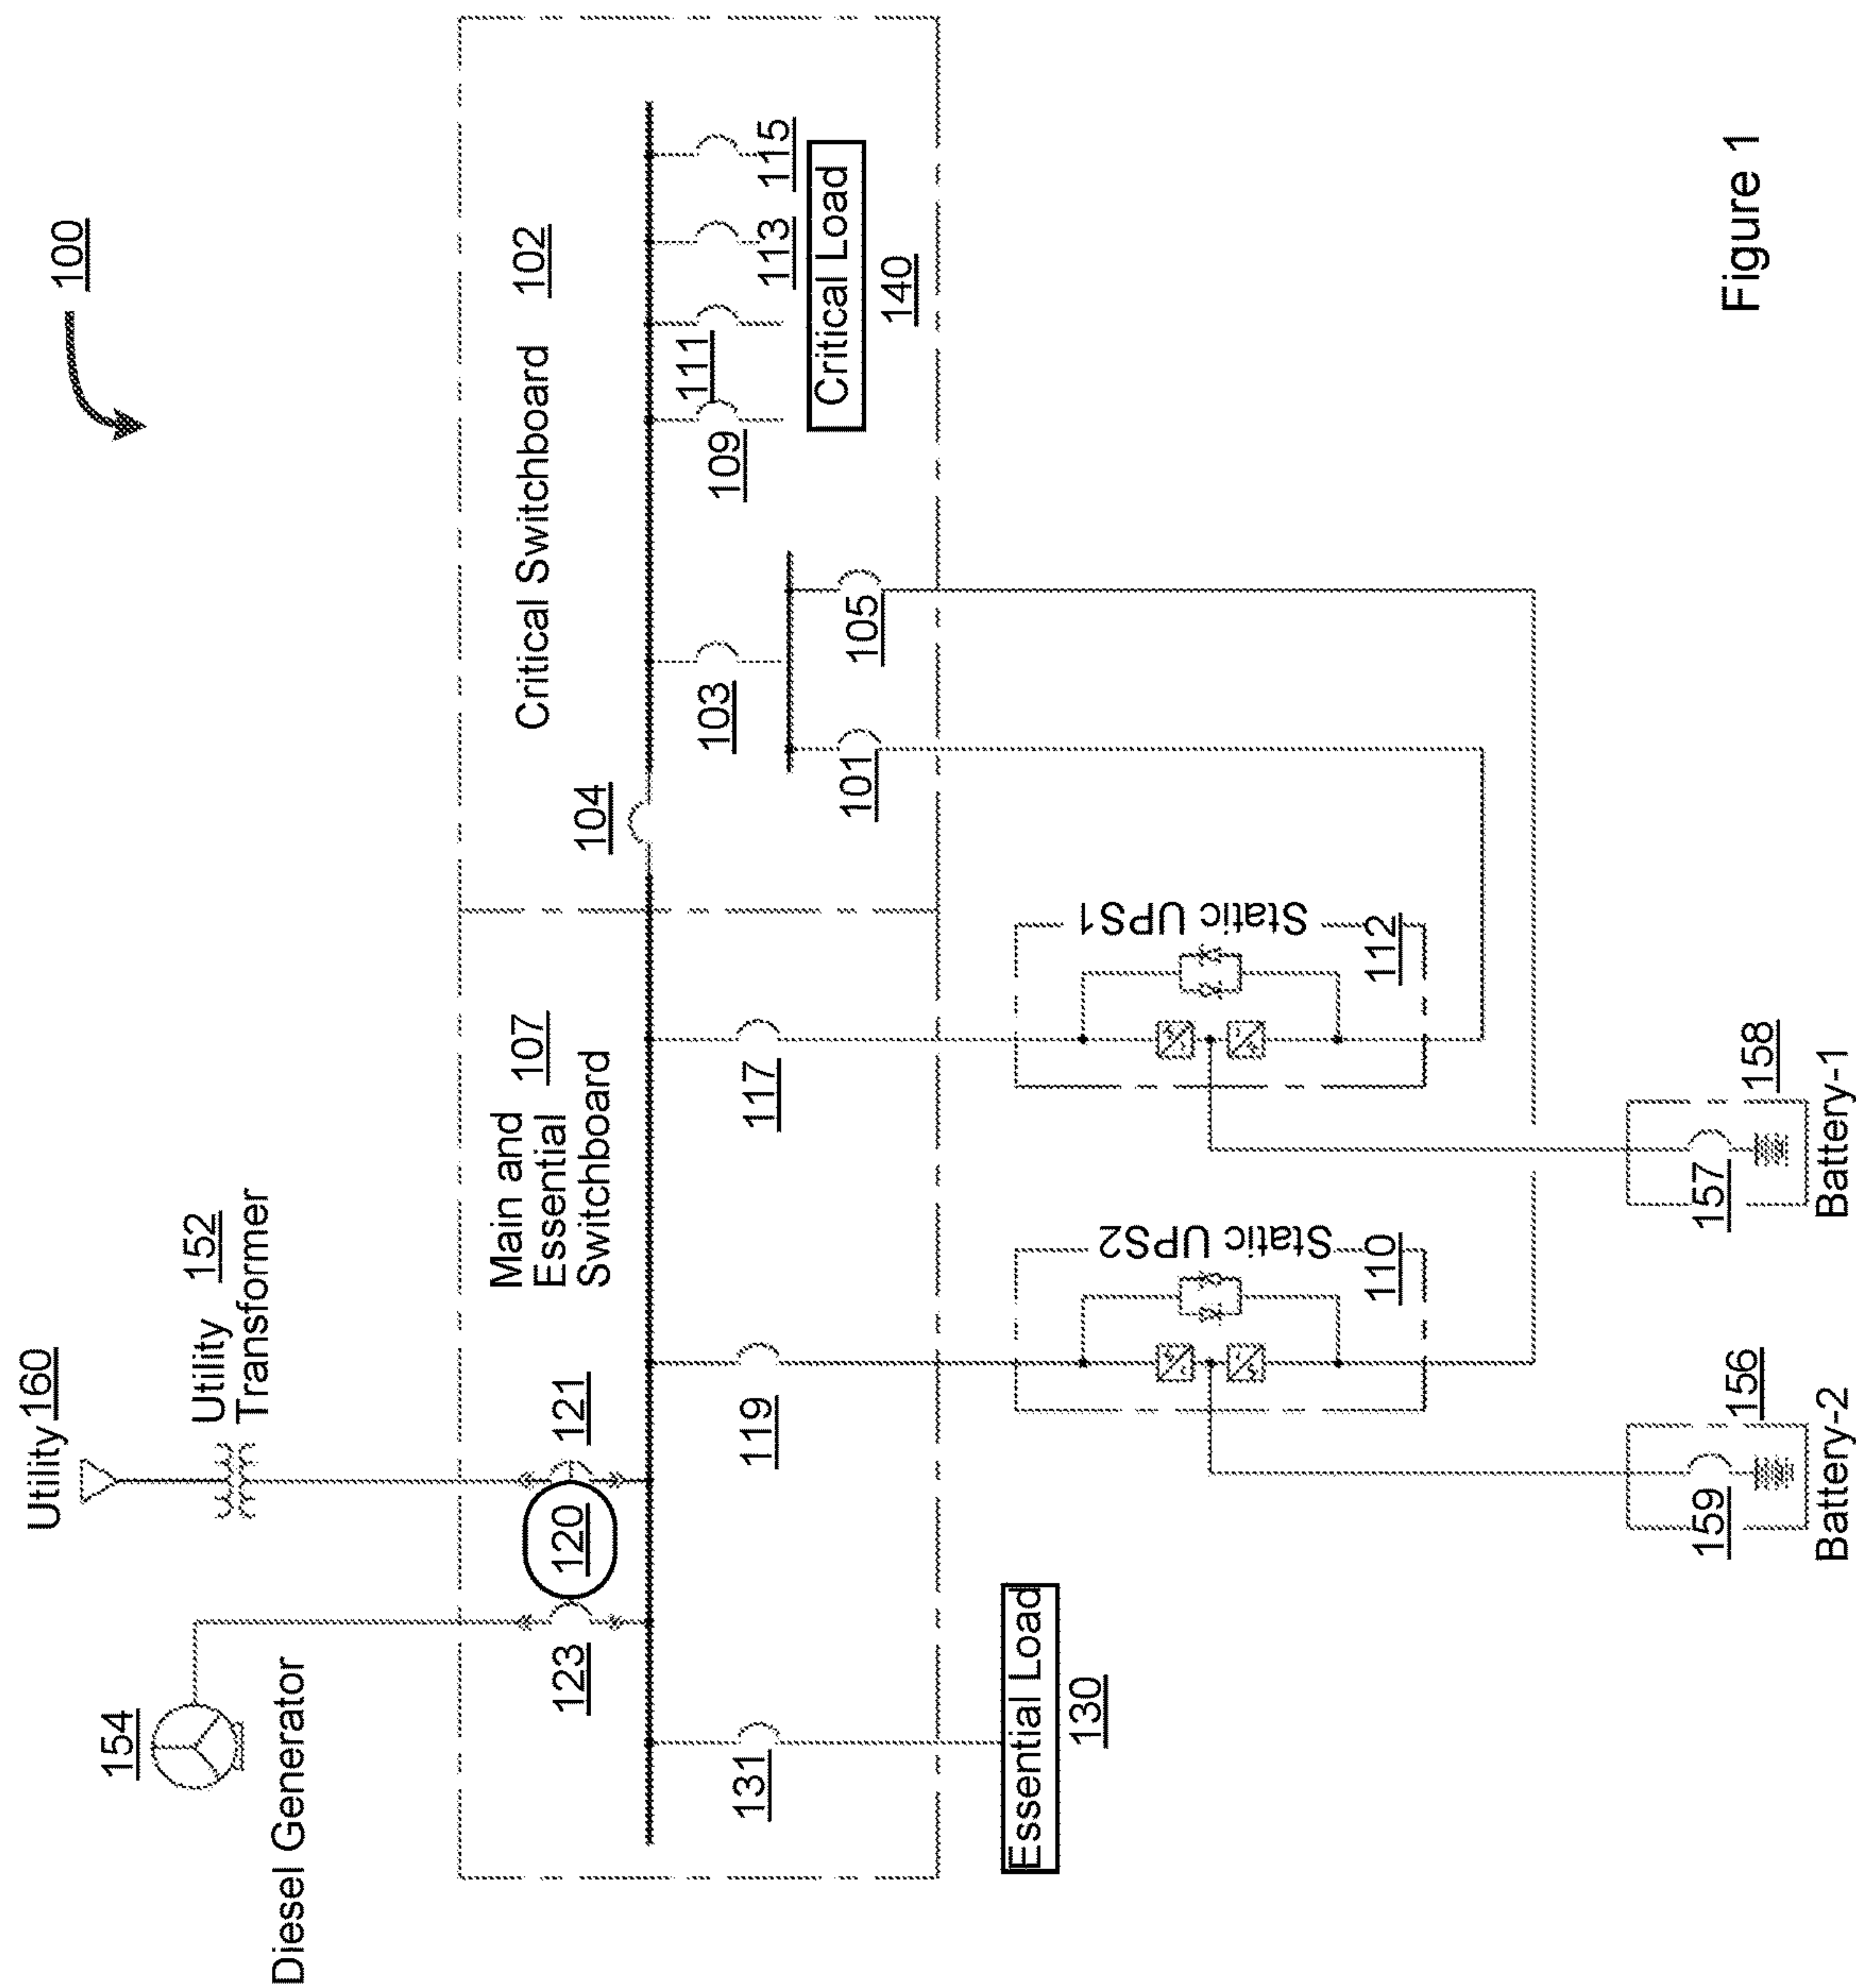 100
Utility 160
Utility 152
Transformer
154
Diesel Generator
Critical Switchboard 102
Main and
Essential 107
Switchboard
104
121
120
123
115
113
111
109
Critical Load
140
103
105
101
117
119
131
Essential Load
130
Static UPS1
112
Static UPS2
110
158
157
Battery-1
156
159
Battery-2
Figure 1